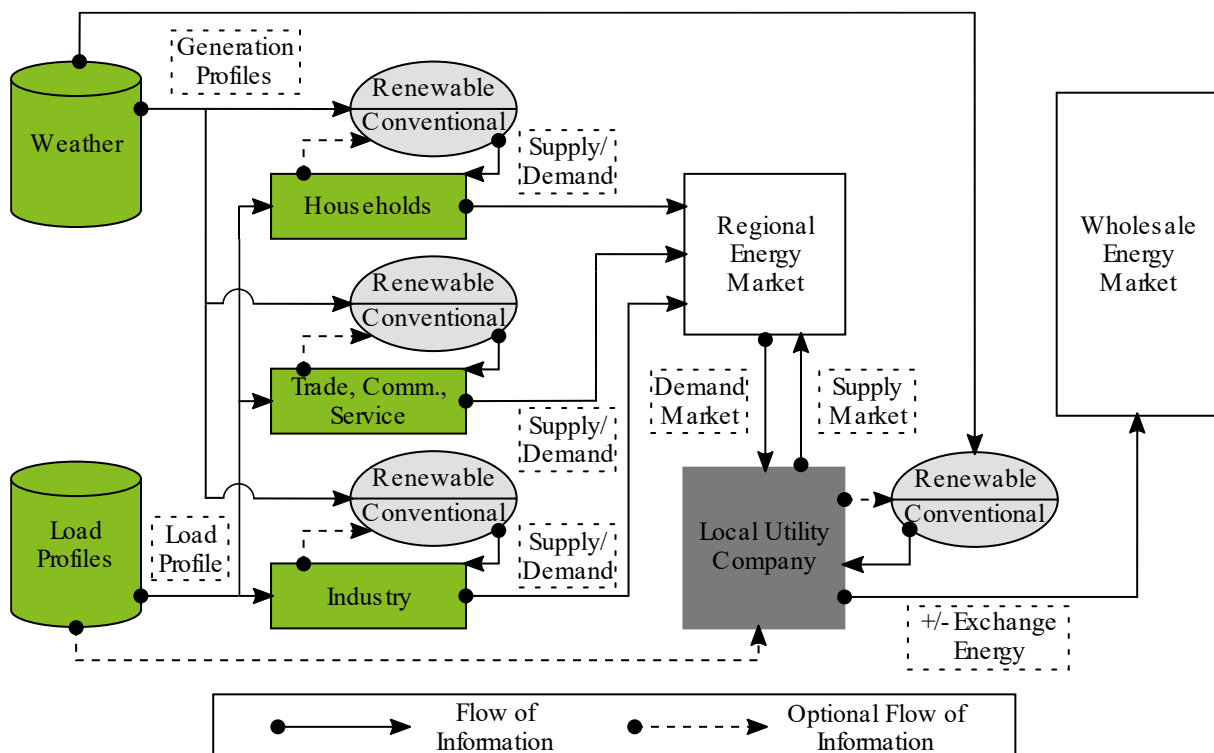 Generation
Profiles
Weather
Renewable
Conventional
Supply/
Demand
Households
Regional
Energy
Market
Wholesale
Energy
Market
Renewable
Conventional
Trade, Comm.,
Service
Supply/
Demand
Demand
Market
Supply
Market
Renewable
Conventional
Load
Profiles
Load
Profile
Supply/
Demand
Industry
Local Utility
Company
Renewable
Conventional
+/- Exchange
Energy
Flow of
Information
Optional Flow of
Information